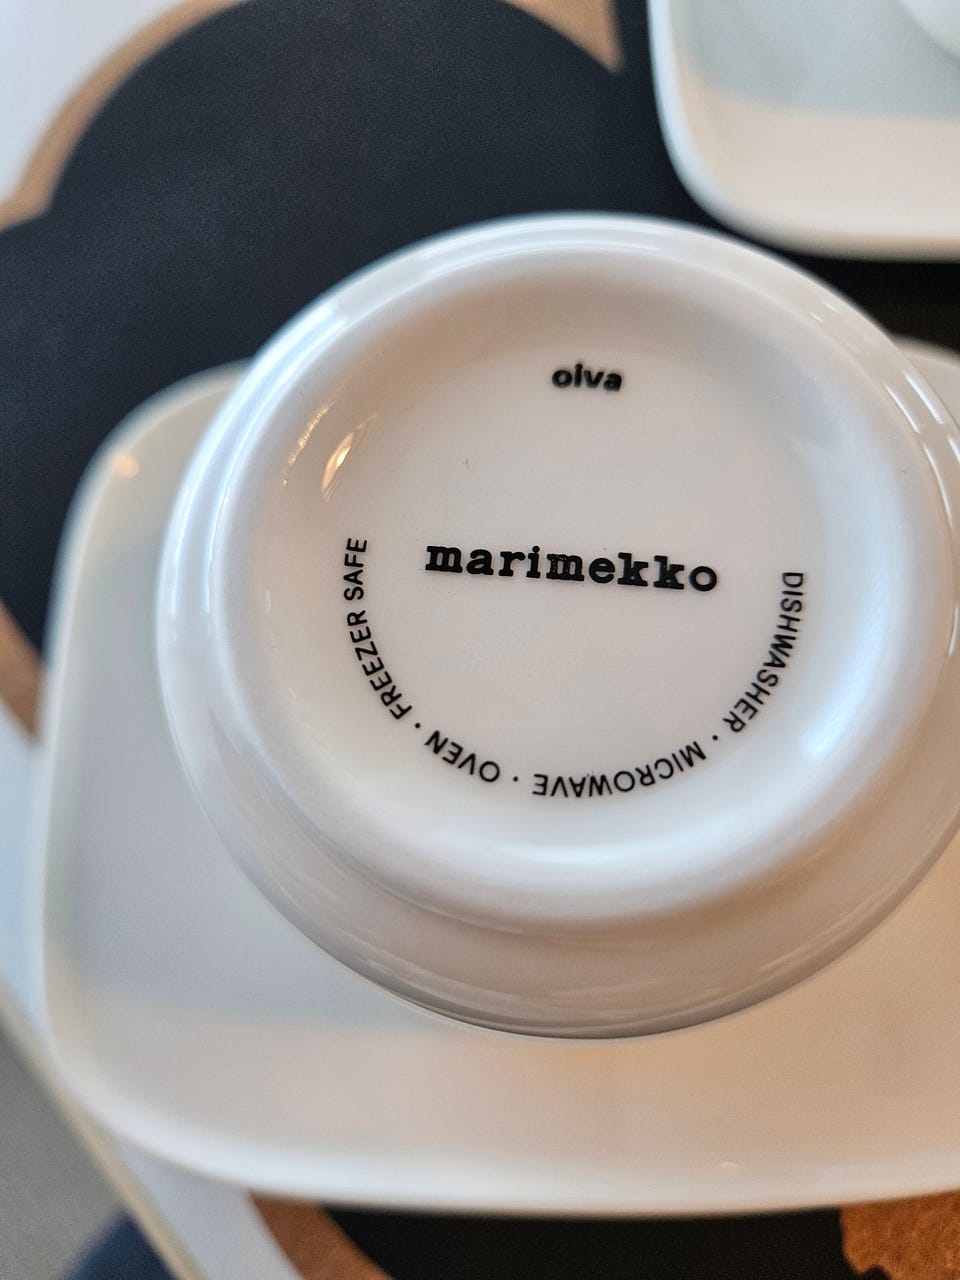 oiva
marimekko
DISHWASHER · MICROWAVE · OVEN · FREEZER SAFE